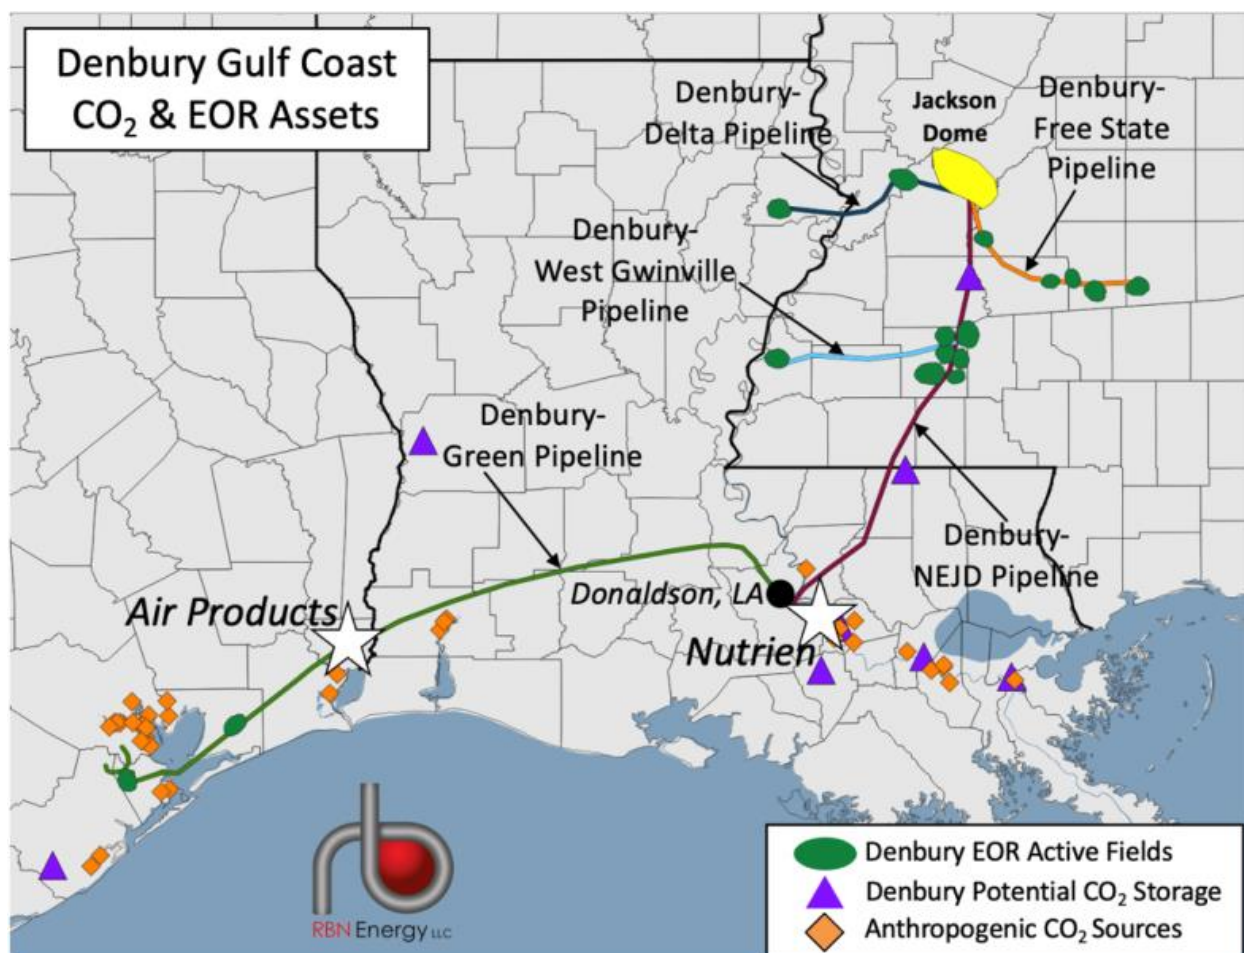 Denbury Gulf Coast
CO₂ & EOR Assets
Denbury-
Delta Pipeline
Jackson
Dome
Denbury-
Free State
Pipeline
Denbury-
West Gwinville
Pipeline
Denbury-
Green Pipeline
Denbury-
NEJD Pipeline
Donaldson, LA
Air Products
Nutrien
RBN Energy LLC
Denbury EOR Active Fields
Denbury Potential CO₂ Storage
Anthropogenic CO₂ Sources